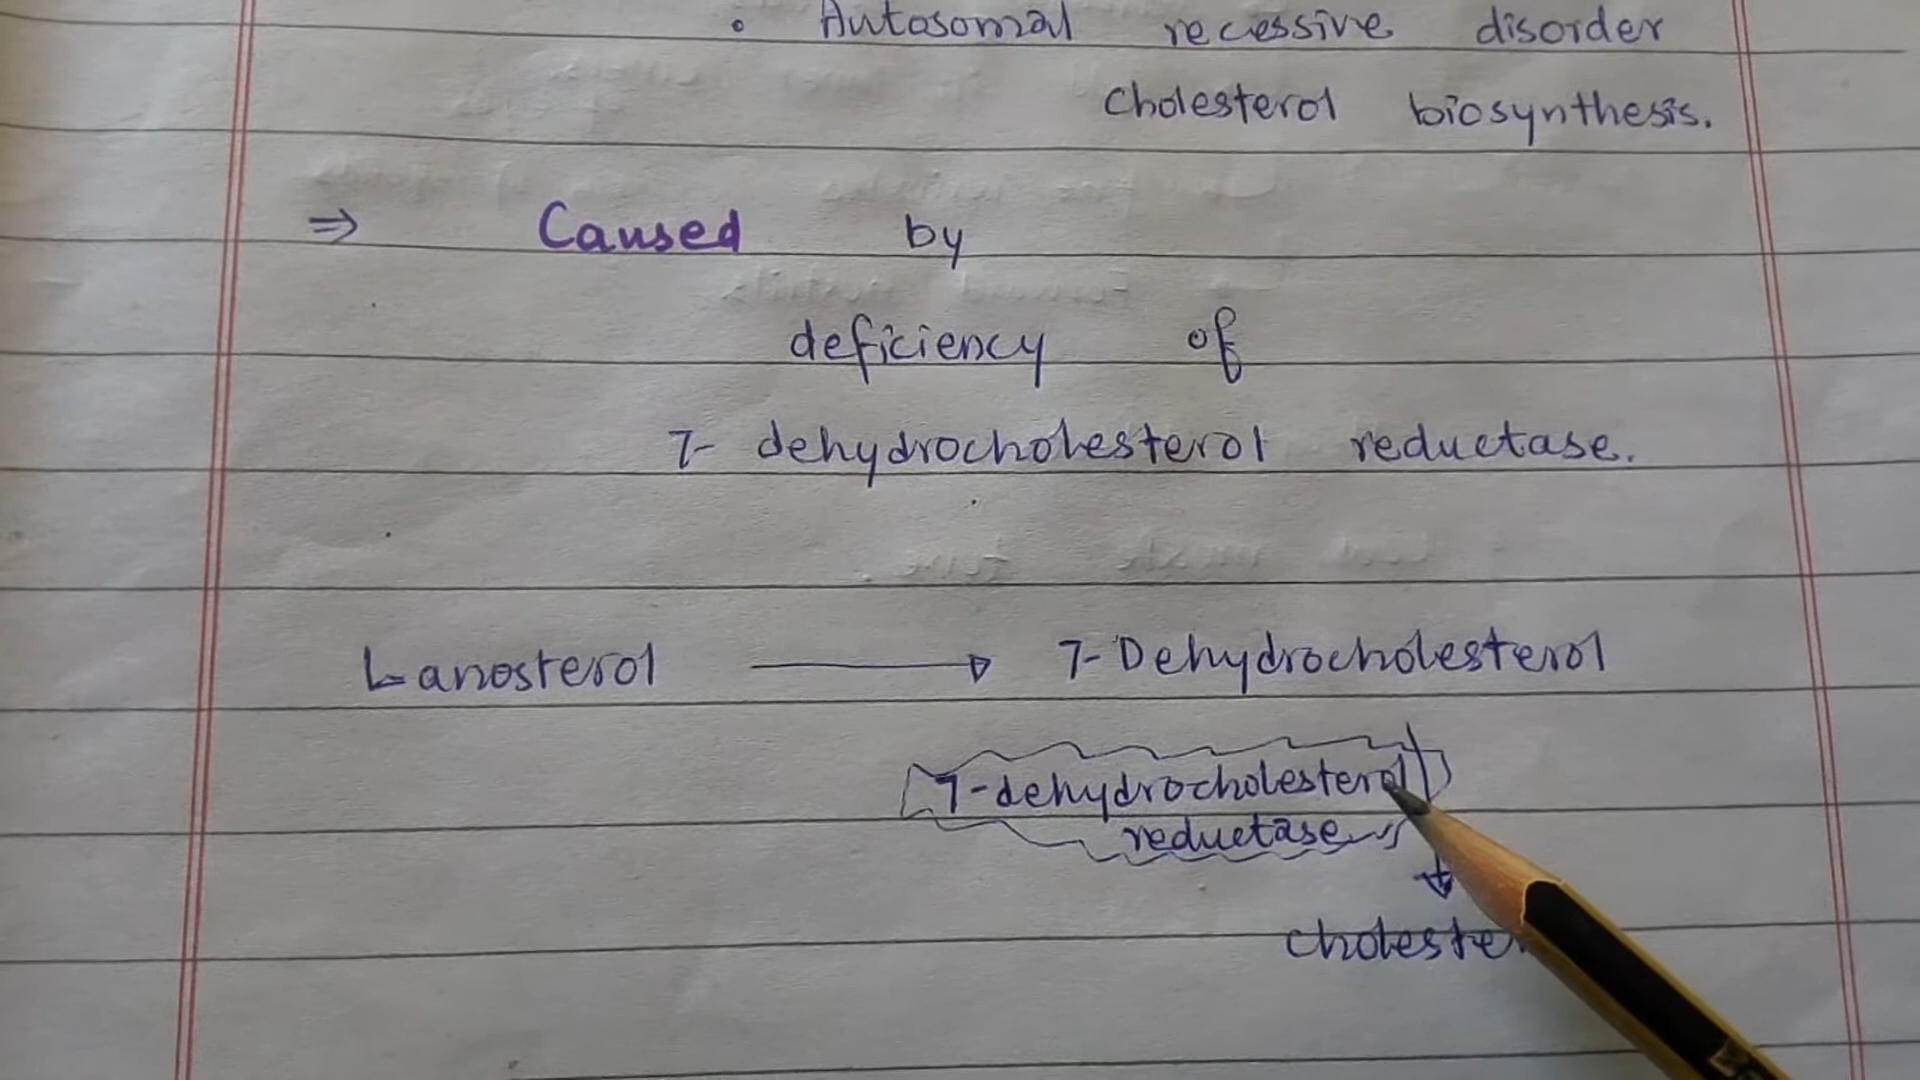 • Autosomal recessive disorder
cholesterol biosynthesis.
⇒ Caused by
deficiency of
7- dehydrocholesterol reductase.
Lanosterol → 7-Dehydrocholesterol
7-dehydrocholesterol
reductase